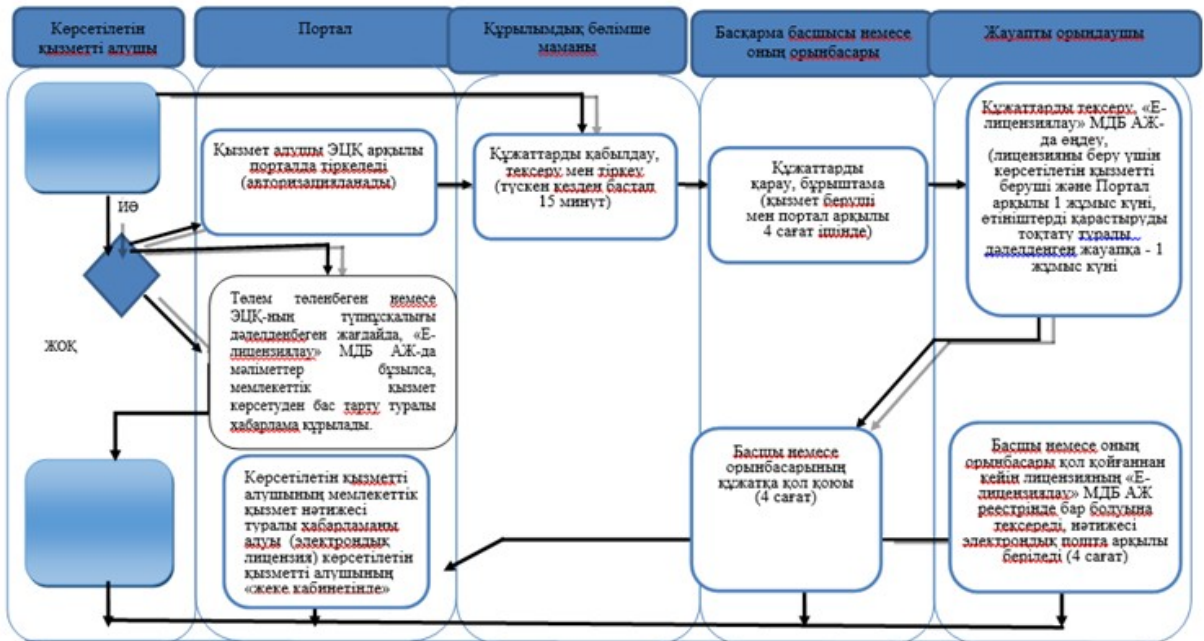 Көрсетілетін
қызметті алушы
Портал
Құрылымдық бөлімше
маманы
Басқарма басшысы немесе
оның орынбасары
Жауапты орындаушы
Қызмет алушы ЭЦҚ арқылы
порталда тіркеледі
(авторизацияланады)
Құжаттарды қабылдау,
тексеру мен тіркеу
(түскен кезден бастап
15 минут)
Құжаттарды
қарау, бұрыштама
(қызмет беруші
мен портал арқылы
4 сағат ішінде)
Құжаттарды тексеру, «Е-
лицензиялау» МДБ АЖ-
да өңдеу,
(лицензияны беру үшін
көрсетілетін қызметті
беруші және Портал
арқылы 1 жұмыс күні,
өтініштерді қарастыруды
тоқтату туралы
дәлелденген жауапқа - 1
жұмыс күні
ИӘ
ЖОҚ
Төлем төленбеген немесе
ЭЦҚ-ның түпнұсқалығы
дәлелденбеген жағдайда, «Е-
лицензиялау» МДБ АЖ-да
мәліметтер бұзылса,
мемлекеттік қызмет
көрсетуден бас тарту туралы
хабарлама құрылады.
Көрсетілетін қызметті
алушының мемлекеттік
қызмет нәтижесі
туралы хабарламаны
алуы (электрондық
лицензия) көрсетілетін
қызметті алушының
«жеке кабинетінде»
Басшы немесе
орынбасарының
құжатқа қол қоюы
(4 сағат)
Басшы немесе оның
орынбасары қол қойғаннан
кейін лицензияның «Е-
лицензиялау» МДБ АЖ
реестрінде бар болуына
тексереді, нәтижесі
электрондық пошта арқылы
беріледі (4 сағат)